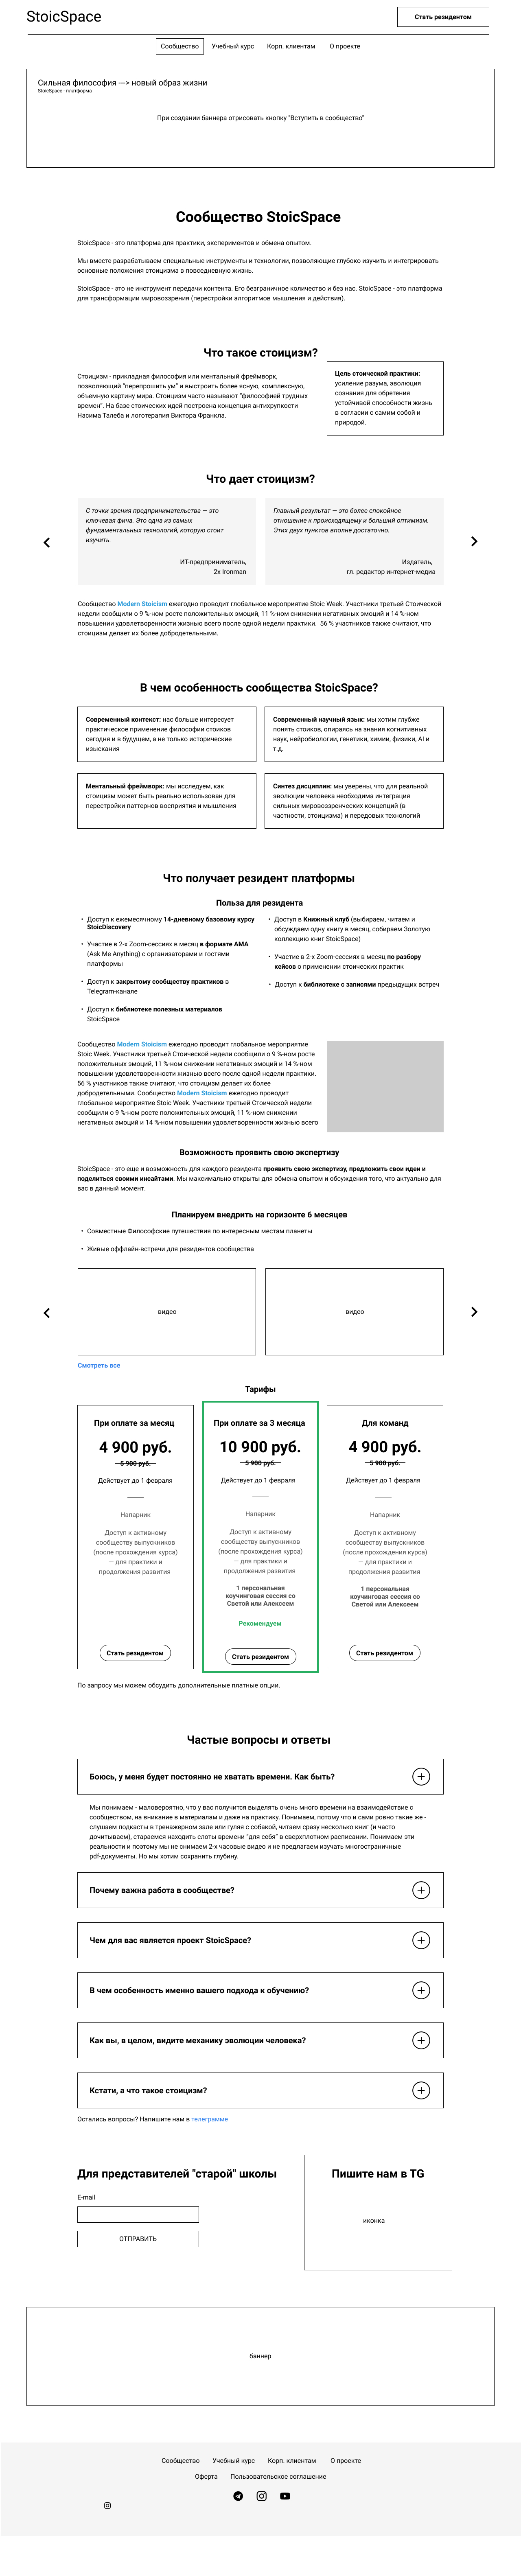 StoicSpace
Стать резидентом
Сообщество Учебный курс Корп. клиентам О проекте
Сильная философия ---> новый образ жизни
StoicSpace - платформа
При создании баннера отрисовать кнопку "Вступить в сообщество"
Сообщество StoicSpace
StoicSpace - это платформа для практики, экспериментов и обмена опытом.
Мы вместе разрабатываем специальные инструменты и технологии, позволяющие глубоко изучить и интегрировать
основные положения стоицизма в повседневную жизнь.
StoicSpace - это не инструмент передачи контента. Его безграничное количество и без нас. StoicSpace - это платформа
для трансформации мировоззрения (перестройки алгоритмов мышления и действия).
Что такое стоицизм?
Стоицизм - прикладная философия или ментальный фреймворк,
позволяющий “перепрошить ум” и выстроить более ясную, комплексную,
объемную картину мира. Стоицизм часто называют “философией трудных
времен”. На базе стоических идей построена концепция антихрупкости
Насима Талеба и логотерапия Виктора Франкла.
Цель стоической практики:
усиление разума, эволюция
сознания для обретения
устойчивой способности жизнь
в согласии с самим собой и
природой.
Что дает стоицизм?
С точки зрения предпринимательства — это
ключевая фича. Это одна из самых
фундаментальных технологий, которую стоит
изучить.
ИТ-предприниматель,
2x Ironman
Главный результат — это более спокойное
отношение к происходящему и больший оптимизм.
Этих двух пунктов вполне достаточно.
Издатель,
гл. редактор интернет-медиа
Сообщество Modern Stoicism ежегодно проводит глобальное мероприятие Stoic Week. Участники третьей Стоической
недели сообщили о 9 %-ном росте положительных эмоций, 11 %-ном снижении негативных эмоций и 14 %-ном
повышении удовлетворенности жизнью всего после одной недели практики. 56 % участников также считают, что
стоицизм делает их более добродетельными.
В чем особенность сообщества StoicSpace?
Современный контекст: нас больше интересует
практическое применение философии стоиков
сегодня и в будущем, а не только исторические
изыскания
Современный научный язык: мы хотим глубже
понять стоиков, опираясь на знания когнитивных
наук, нейробиологии, генетики, химии, физики, AI и
т.д.
Ментальный фреймворк: мы исследуем, как
стоицизм может быть реально использован для
перестройки паттернов восприятия и мышления
Синтез дисциплин: мы уверены, что для реальной
эволюции человека необходима интеграция
сильных мировоззренческих концепций (в
частности, стоицизма) и передовых технологий
Что получает резидент платформы
Польза для резидента
• Доступ к ежемесячному 14-дневному базовому курсу
StoicDiscovery
• Участие в 2-х Zoom-сессиях в месяц в формате AMA
(Ask Me Anything) с организаторами и гостями
платформы
• Доступ к закрытому сообществу практиков в
Telegram-канале
• Доступ к библиотеке полезных материалов
StoicSpace
• Доступ в Книжный клуб (выбираем, читаем и
обсуждаем одну книгу в месяц, собираем Золотую
коллекцию книг StoicSpace)
• Участие в 2-х Zoom-сессиях в месяц по разбору
кейсов о применении стоических практик
• Доступ к библиотеке с записями предыдущих встреч
Сообщество Modern Stoicism ежегодно проводит глобальное мероприятие
Stoic Week. Участники третьей Стоической недели сообщили о 9 %-ном росте
положительных эмоций, 11 %-ном снижении негативных эмоций и 14 %-ном
повышении удовлетворенности жизнью всего после одной недели практики.
56 % участников также считают, что стоицизм делает их более
добродетельными. Сообщество Modern Stoicism ежегодно проводит
глобальное мероприятие Stoic Week. Участники третьей Стоической недели
сообщили о 9 %-ном росте положительных эмоций, 11 %-ном снижении
негативных эмоций и 14 %-ном повышении удовлетворенности жизнью всего
Возможность проявить свою экспертизу
StoicSpace - это еще и возможность для каждого резидента проявить свою экспертизу, предложить свои идеи и
поделиться своими инсайтами. Мы максимально открыты для обмена опытом и обсуждения того, что актуально для
вас в данный момент.
Планируем внедрить на горизонте 6 месяцев
• Совместные Философские путешествия по интересным местам планеты
• Живые оффлайн-встречи для резидентов сообщества
видео
видео
Смотреть все
Тарифы
При оплате за месяц
4 900 руб.
5 900 руб.
Действует до 1 февраля
Напарник
Доступ к активному
сообществу выпускников
(после прохождения курса)
— для практики и
продолжения развития
Стать резидентом
При оплате за 3 месяца
10 900 руб.
5 900 руб.
Действует до 1 февраля
Напарник
Доступ к активному
сообществу выпускников
(после прохождения курса)
— для практики и
продолжения развития
1 персональная
коучинговая сессия со
Светой или Алексеем
Рекомендуем
Стать резидентом
Для команд
4 900 руб.
5 900 руб.
Действует до 1 февраля
Напарник
Доступ к активному
сообществу выпускников
(после прохождения курса)
— для практики и
продолжения развития
1 персональная
коучинговая сессия со
Светой или Алексеем
Стать резидентом
По запросу мы можем обсудить дополнительные платные опции.
Частые вопросы и ответы
Боюсь, у меня будет постоянно не хватать времени. Как быть?
Мы понимаем - маловероятно, что у вас получится выделять очень много времени на взаимодействие с
сообществом, на вникание в материалам и даже на практику. Понимаем, потому что и сами ровно такие же -
слушаем подкасты в тренажерном зале или гуляя с собакой, читаем сразу несколько книг (и часто
дочитываем), стараемся находить слоты времени “для себя” в сверхплотном расписании. Понимаем эти
реальности и поэтому мы не снимаем 2-х часовые видео и не предлагаем изучать многостраничные
pdf-документы. Но мы хотим сохранить глубину.
Почему важна работа в сообществе?
Чем для вас является проект StoicSpace?
В чем особенность именно вашего подхода к обучению?
Как вы, в целом, видите механику эволюции человека?
Кстати, а что такое стоицизм?
Остались вопросы? Напишите нам в телеграмме
Для представителей "старой" школы
E-mail
ОТПРАВИТЬ
Пишите нам в TG
иконка
баннер
Сообщество Учебный курс Корп. клиентам О проекте
Оферта Пользовательское соглашение